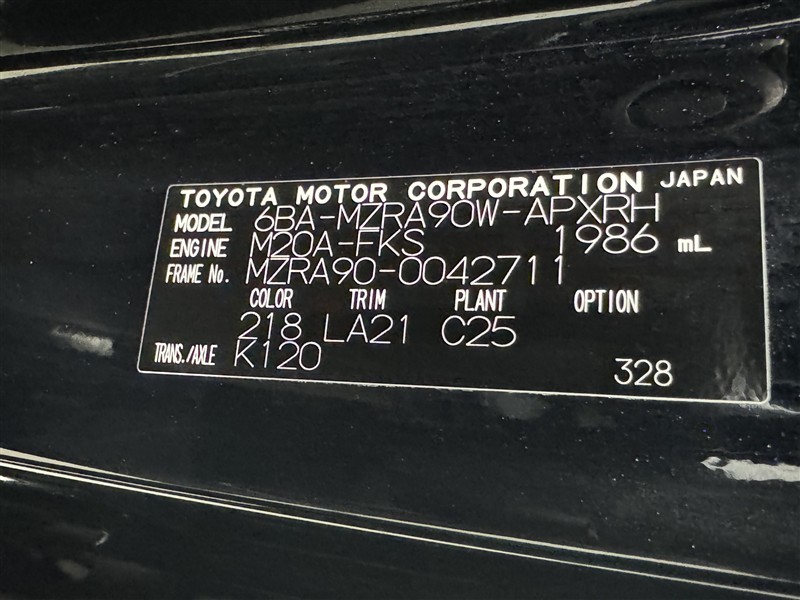 TOYOTA MOTOR CORPORATION JAPAN
MODEL 6BA-MZRA90W-APXRH
ENGINE M20A-FKS 1986 mL
FRAME No. MZRA90-0042711
COLOR TRIM PLANT OPTION
218 LA21 C25
TRANS./AXLE K120
328